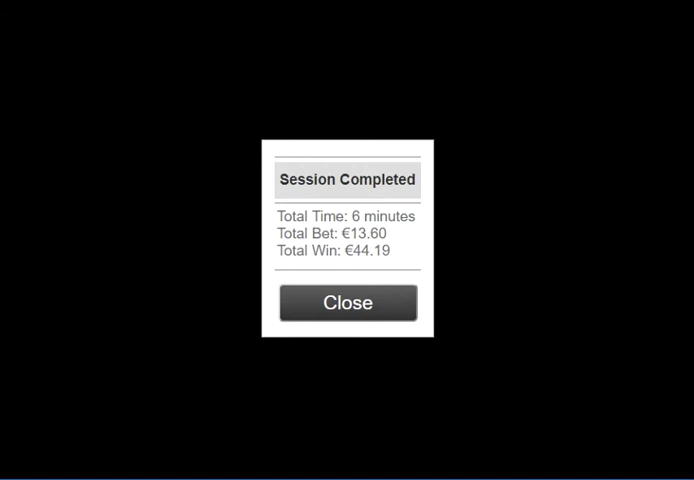 Session Completed
Total Time: 6 minutes
Total Bet: €13.60
Total Win: €44.19
Close